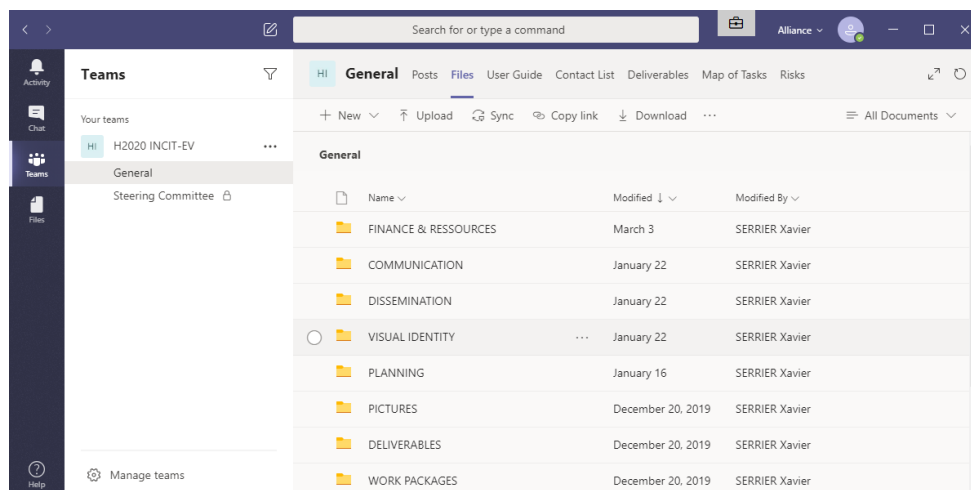 Search for or type a command
Alliance
Activity
Chat
Teams
Files
Help
Teams
Your teams
HI H2020 INCIT-EV ...
General
Steering Committee
Manage teams
HI General Posts Files User Guide Contact List Deliverables Map of Tasks Risks
+ New Upload Sync Copy link Download ... All Documents
General
Name Modified ↓ Modified By
FINANCE & RESSOURCES March 3 SERRIER Xavier
COMMUNICATION January 22 SERRIER Xavier
DISSEMINATION January 22 SERRIER Xavier
VISUAL IDENTITY ... January 22 SERRIER Xavier
PLANNING January 16 SERRIER Xavier
PICTURES December 20, 2019 SERRIER Xavier
DELIVERABLES December 20, 2019 SERRIER Xavier
WORK PACKAGES December 20, 2019 SERRIER Xavier